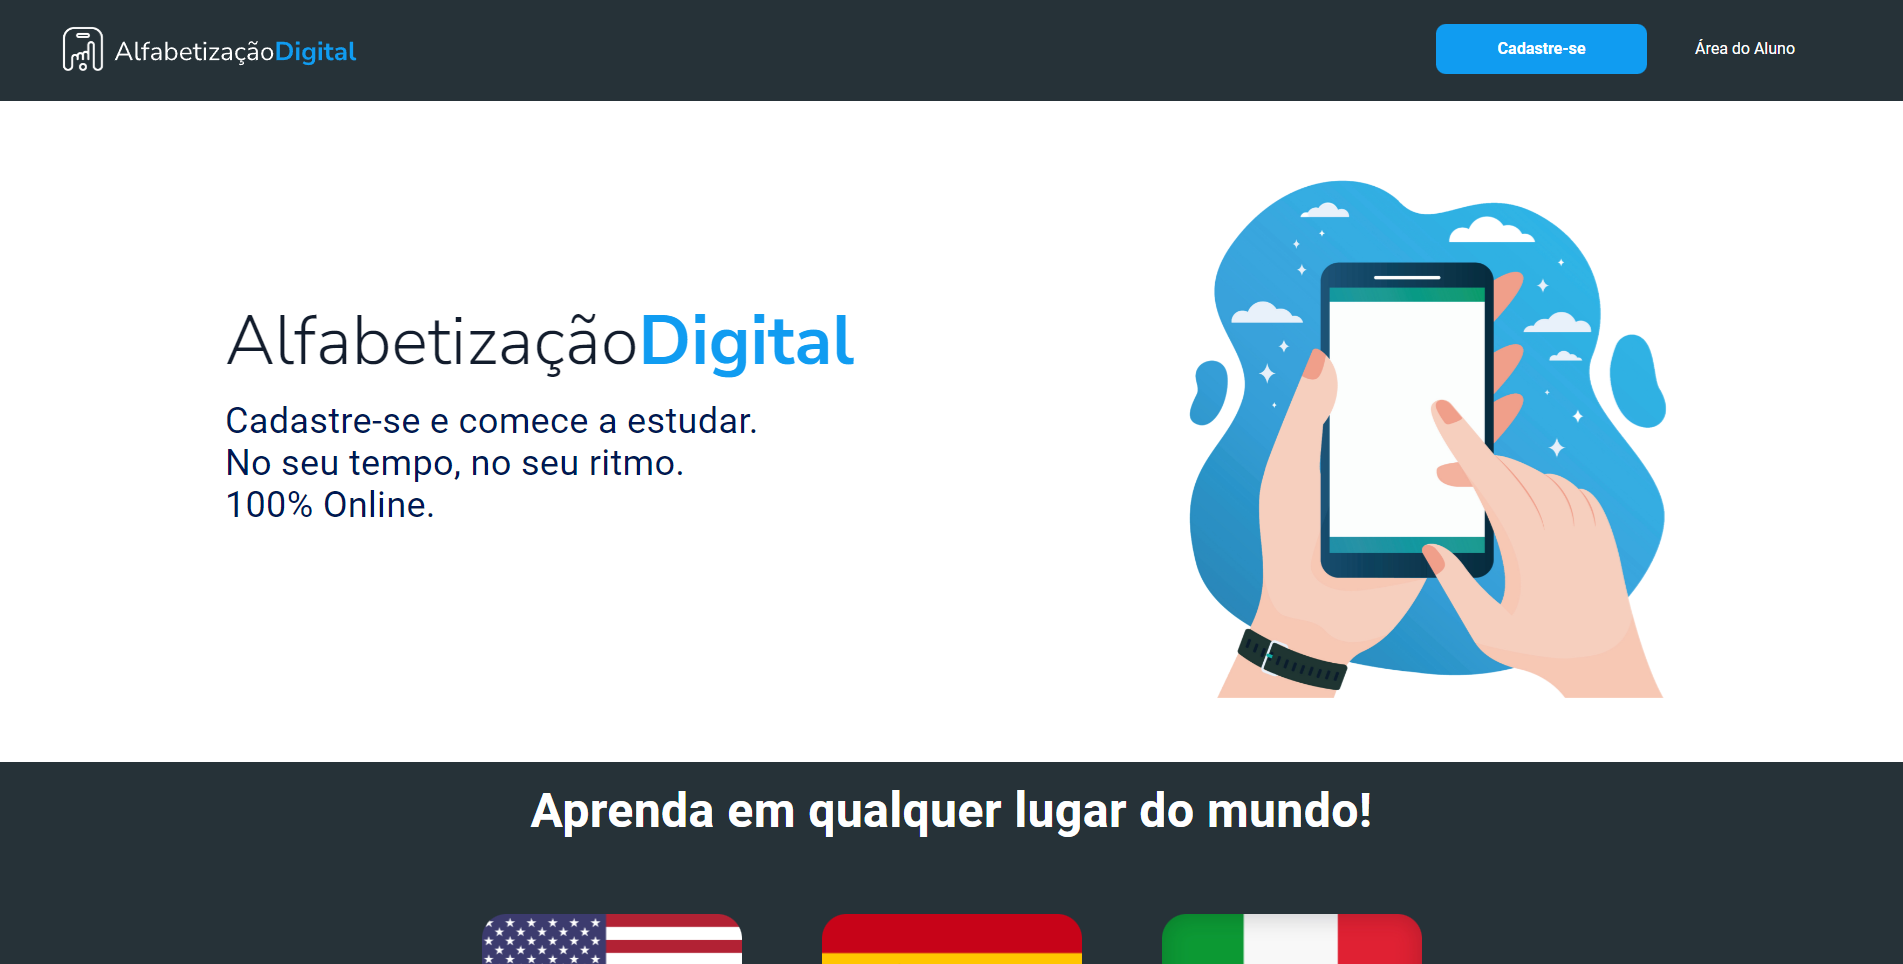 AlfabetizaçãoDigital
Cadastre-se
Área do Aluno
AlfabetizaçãoDigital
Cadastre-se e comece a estudar.
No seu tempo, no seu ritmo.
100% Online.
Aprenda em qualquer lugar do mundo!